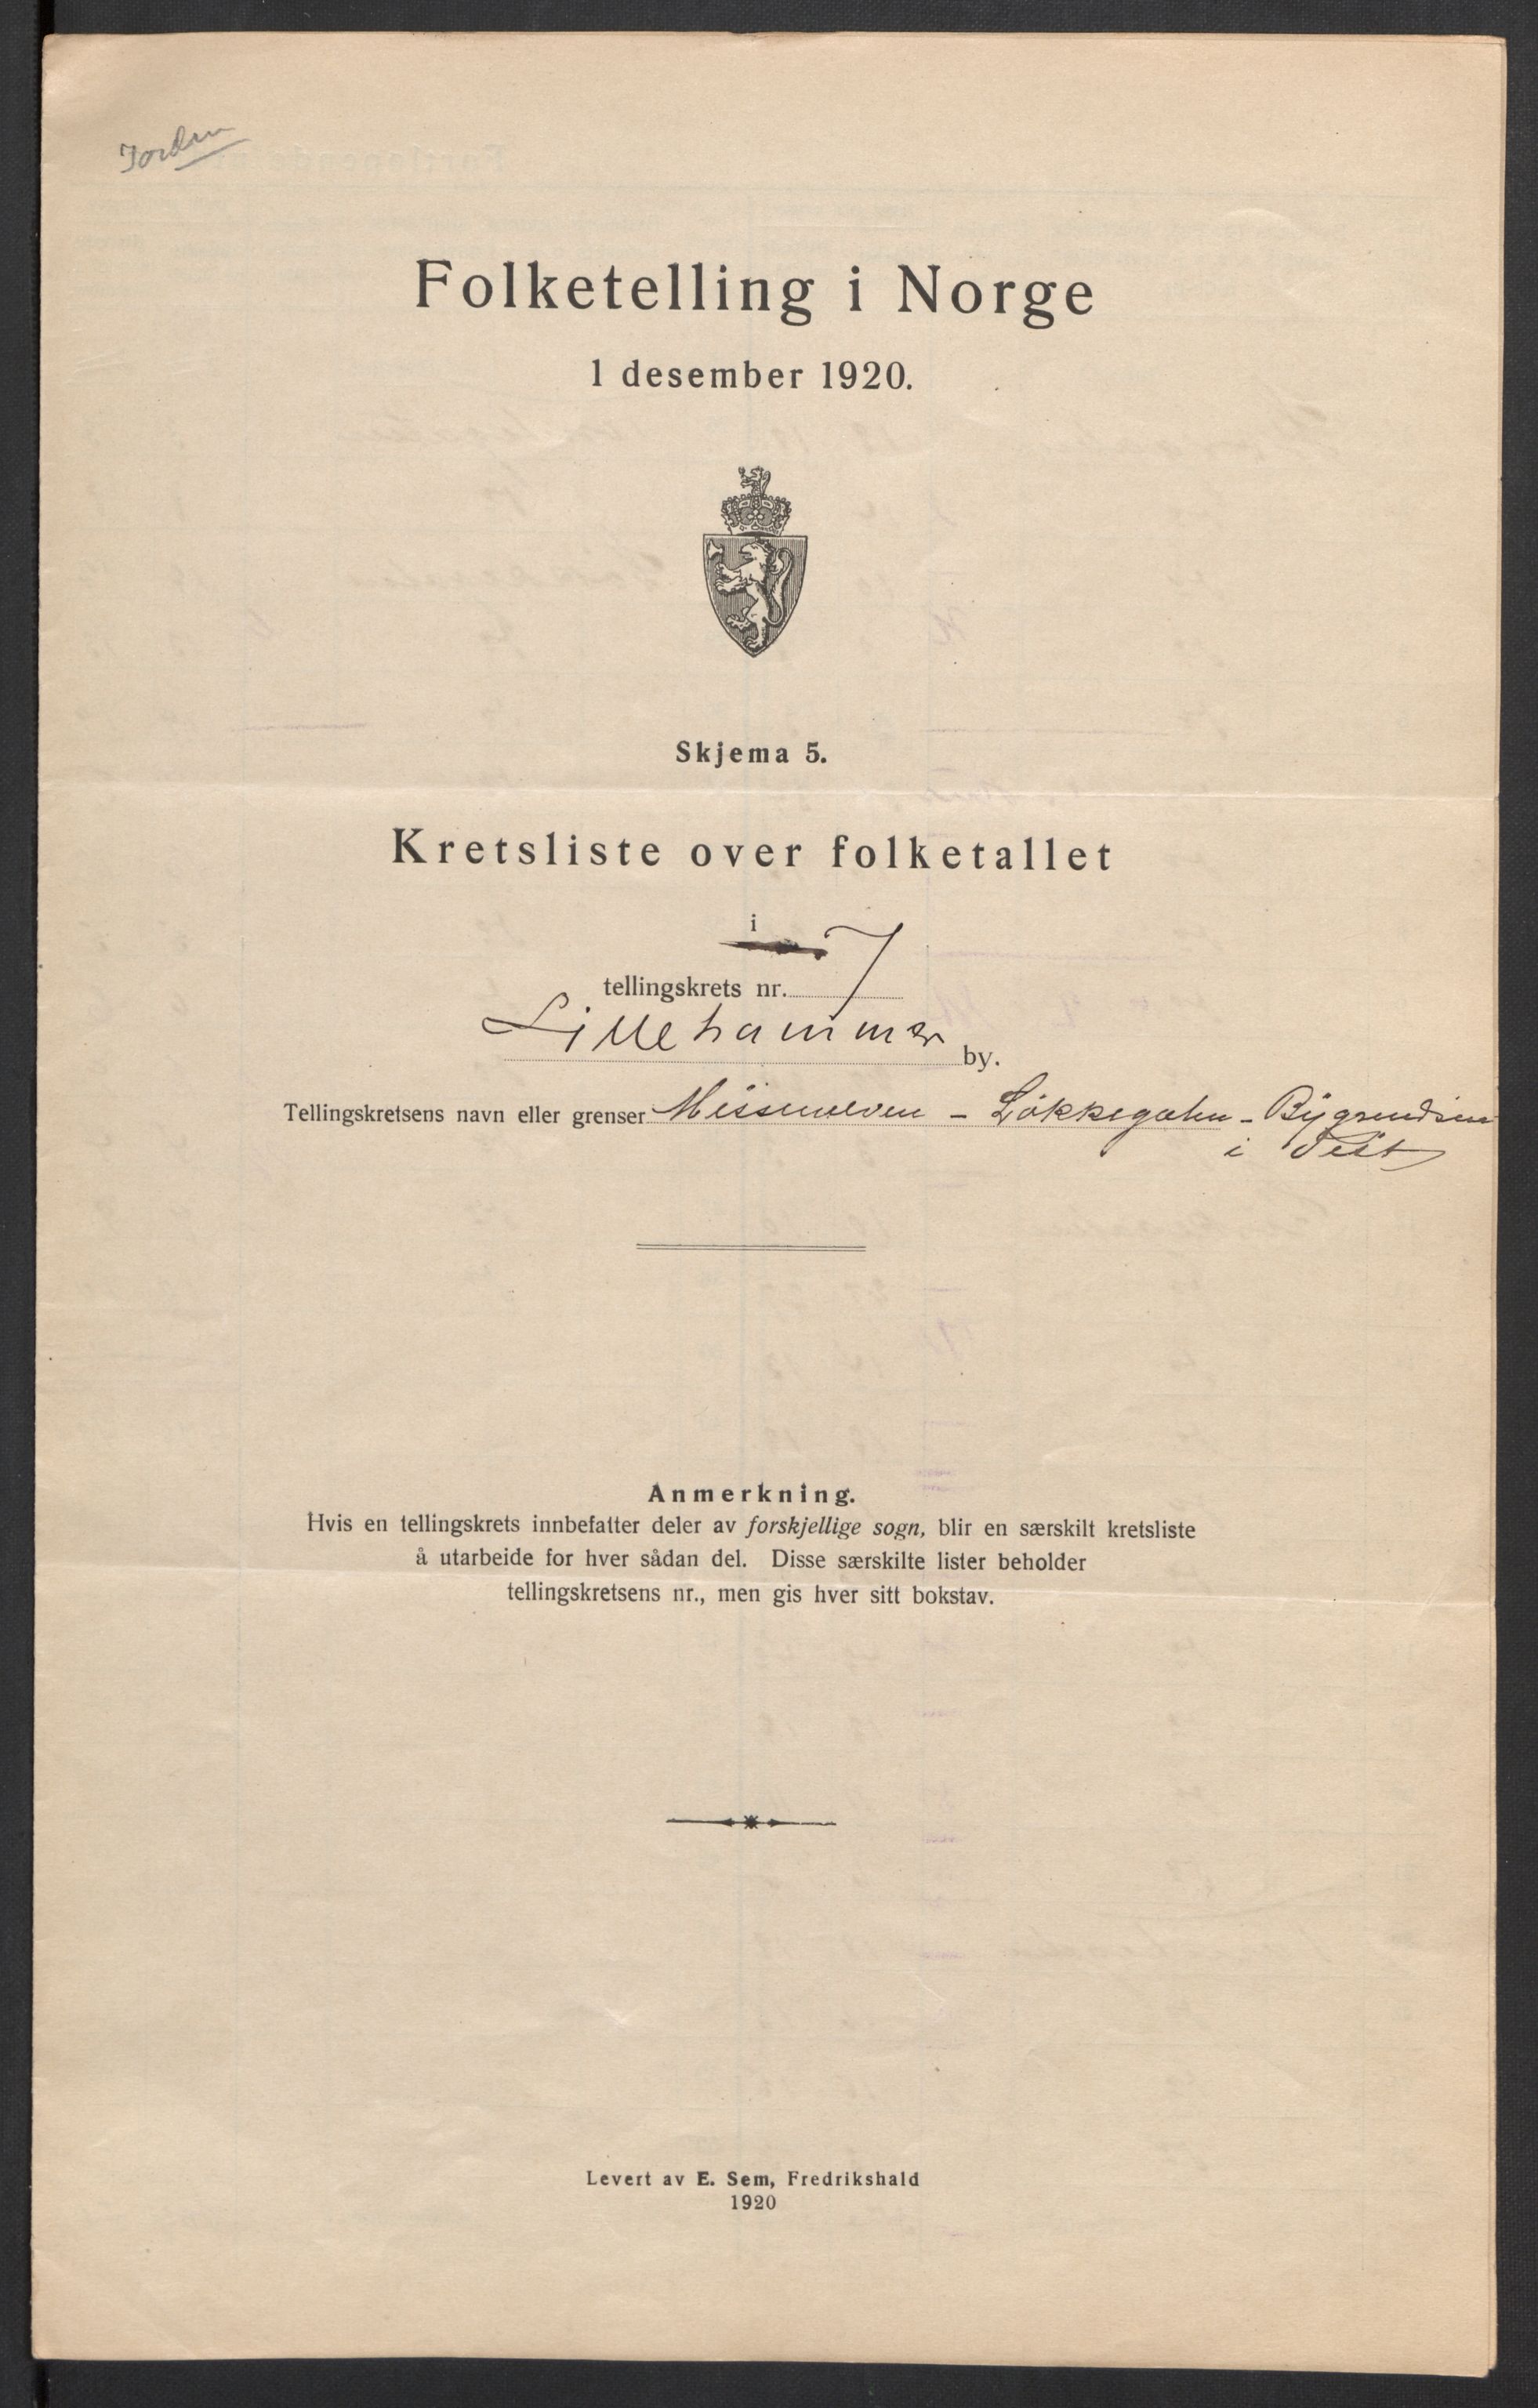 Folketelling i Norge
1 desember 1920.
Skjema 5.
Kretsliste over folketallet
i
tellingskrets nr. 7
Lillehammer by.
Tellingskretsens navn eller grenser Messenelven - Løkkegaten - Bygrendsen
i Vest
Anmerkning.
Hvis en tellingskrets innbefatter deler av forskjellige sogn, blir en særskilt kretsliste
å utarbeide for hver sådan del. Disse særskilte lister beholder
tellingskretsens nr., men gis hver sitt bokstav.
Levert av E. Sem, Fredrikshald
1920